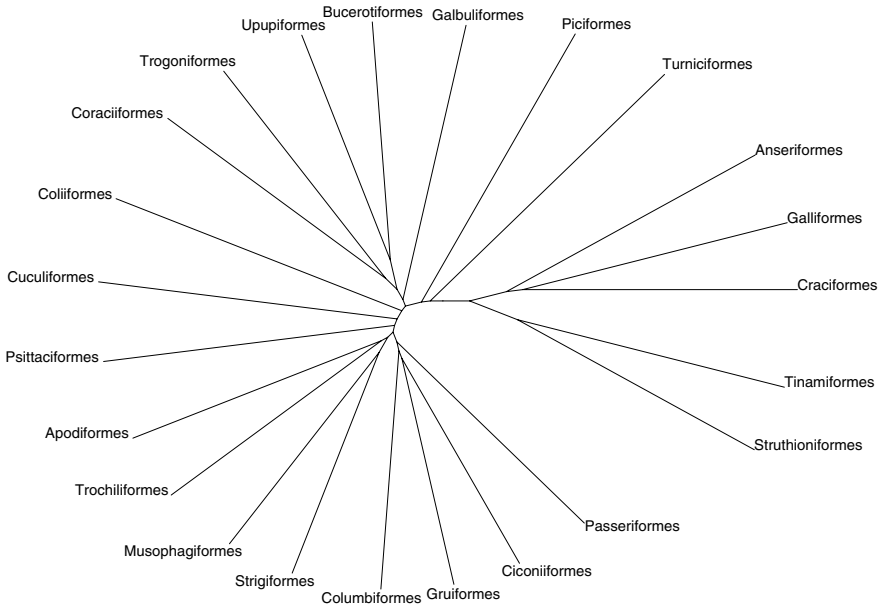 Bucerotiformes
Galbuliformes
Upupiformes
Piciformes
Trogoniformes
Turniciformes
Coraciiformes
Anseriformes
Coliiformes
Galliformes
Cuculiformes
Craciformes
Psittaciformes
Tinamiformes
Apodiformes
Struthioniformes
Trochiliformes
Passeriformes
Musophagiformes
Ciconiiformes
Strigiformes
Gruiformes
Columbiformes